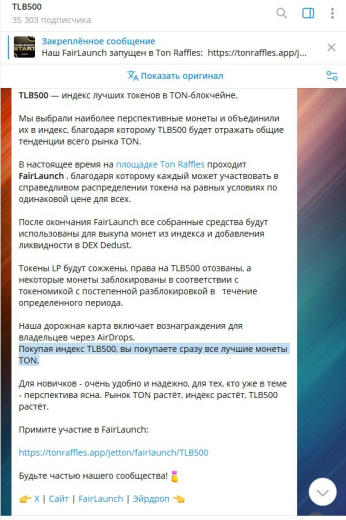 TLB500
35 303 подписчика
Закреплённое сообщение
Наш FairLaunch запущен в Ton Raffles: https://tonraffles.app/j...
Показать оригинал
TLB500 — индекс лучших токенов в TON-блокчейне.
Мы выбрали наиболее перспективные монеты и объединили
их в индекс, благодаря которому TLB500 будет отражать общие
тенденции всего рынка TON.
В настоящее время на площадке Ton Raffles проходит
FairLaunch , благодаря которому каждый может участвовать в
справедливом распределении токена на равных условиях по
одинаковой цене для всех.
После окончания FairLaunch все собранные средства будут
использованы для выкупа монет из индекса и добавления
ликвидности в DEX Dedust.
Токены LP будут сожжены, права на TLB500 отозваны, а
некоторые монеты заблокированы в соответствии с
токеномикой с постепенной разблокировкой в течение
определенного периода.
Наша дорожная карта включает вознаграждения для
владельцев через AirDrops.
Покупая индекс TLB500, вы покупаете сразу все лучшие монеты
TON.
Для новичков - очень удобно и надежно, для тех, кто уже в теме
- перспектива ясна. Рынок TON растёт, индекс растёт, TLB500
растёт.
Примите участие в FairLaunch:
https://tonraffles.app/jetton/fairlaunch/TLB500
Будьте частью нашего сообщества!
X | Сайт | FairLaunch | Эйрдроп